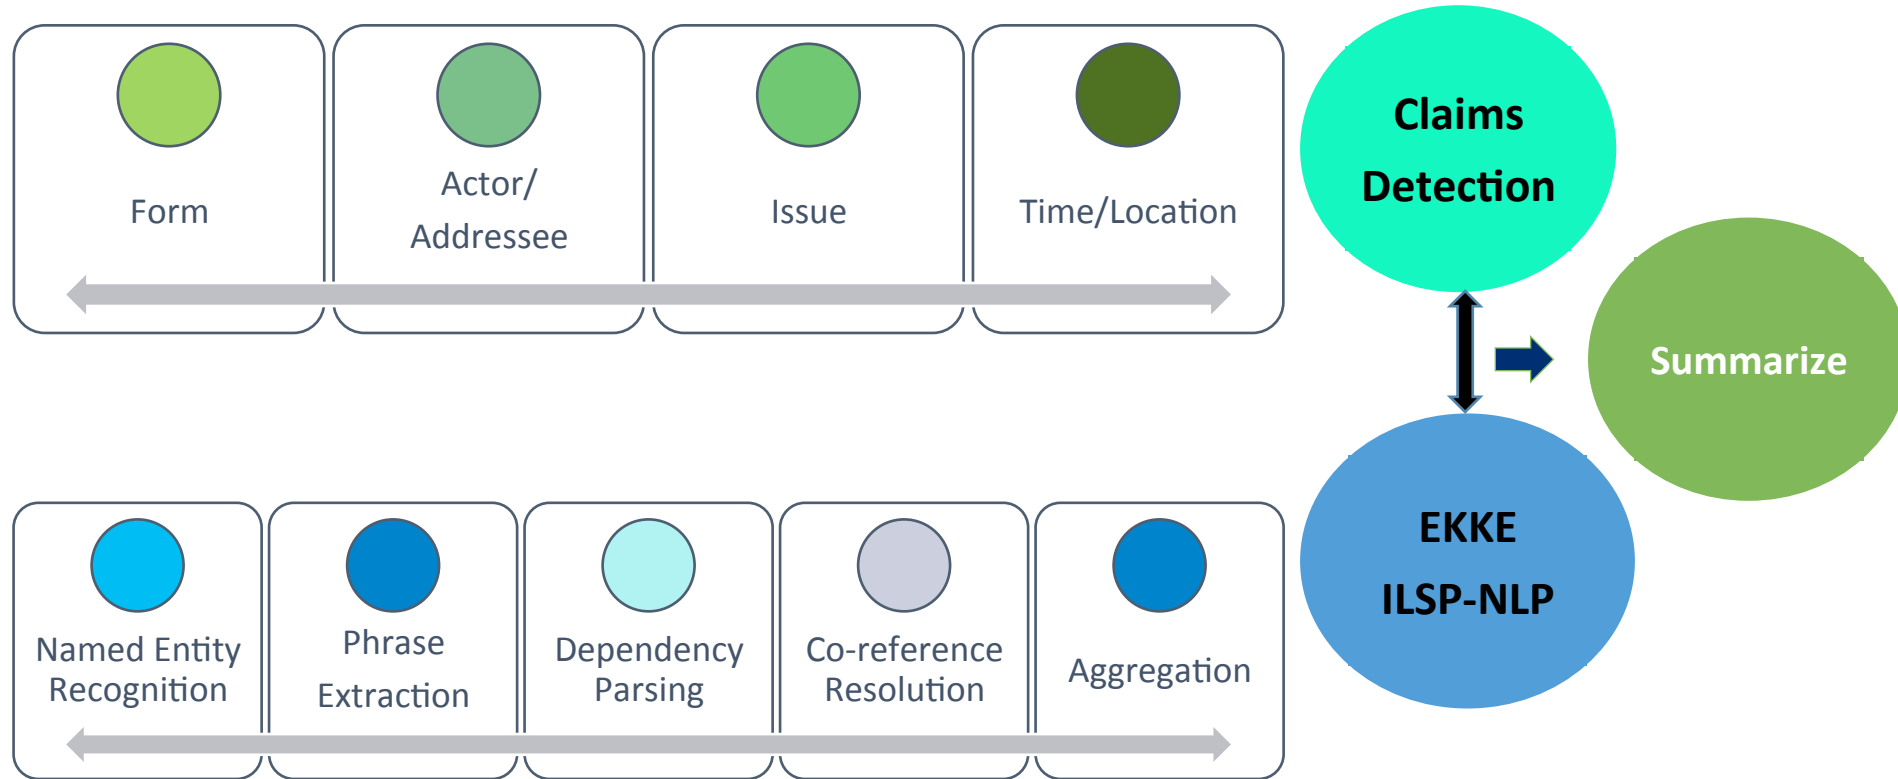 Form
Actor/
Addressee
Issue
Time/Location
Claims
Detection
Summarize
Named Entity
Recognition
Phrase
Extraction
Dependency
Parsing
Co-reference
Resolution
Aggregation
EKKE
ILSP-NLP